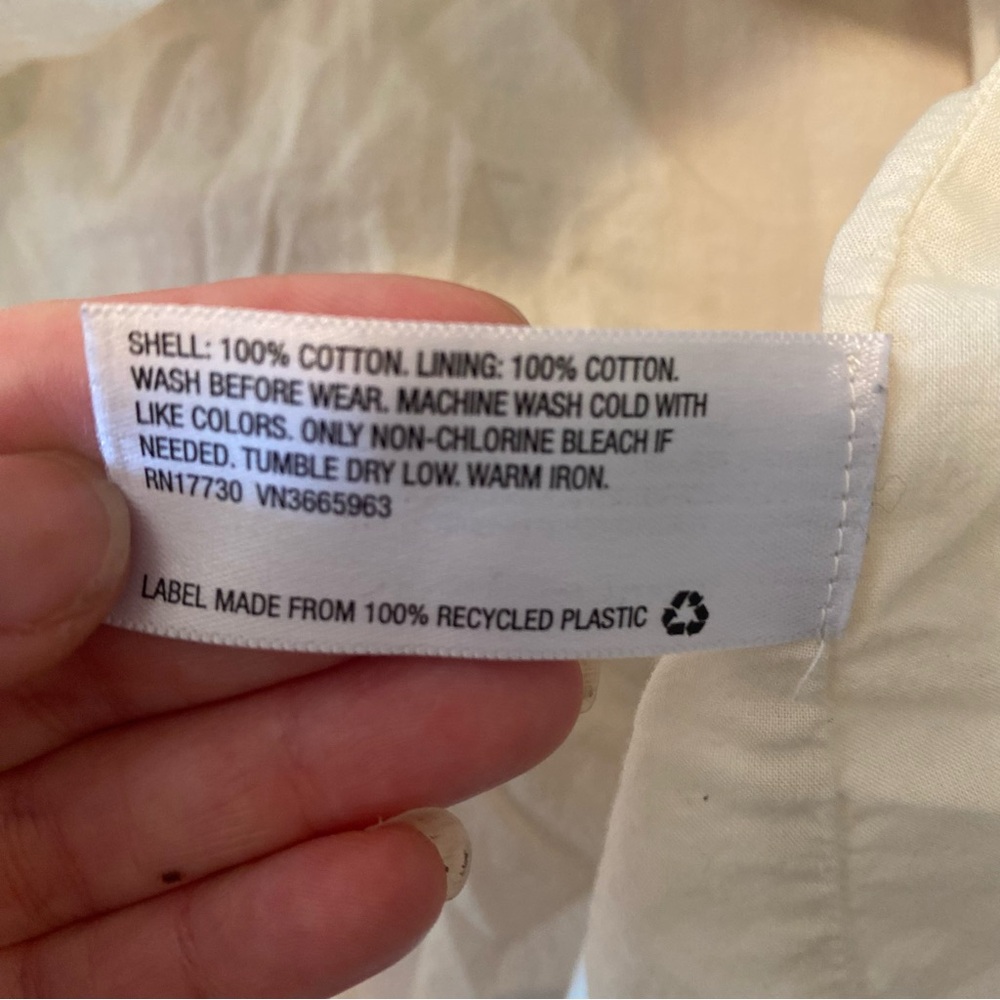 SHELL: 100% COTTON. LINING: 100% COTTON.
WASH BEFORE WEAR. MACHINE WASH COLD WITH
LIKE COLORS. ONLY NON-CHLORINE BLEACH IF
NEEDED. TUMBLE DRY LOW. WARM IRON.
RN17730 VN3665963
LABEL MADE FROM 100% RECYCLED PLASTIC